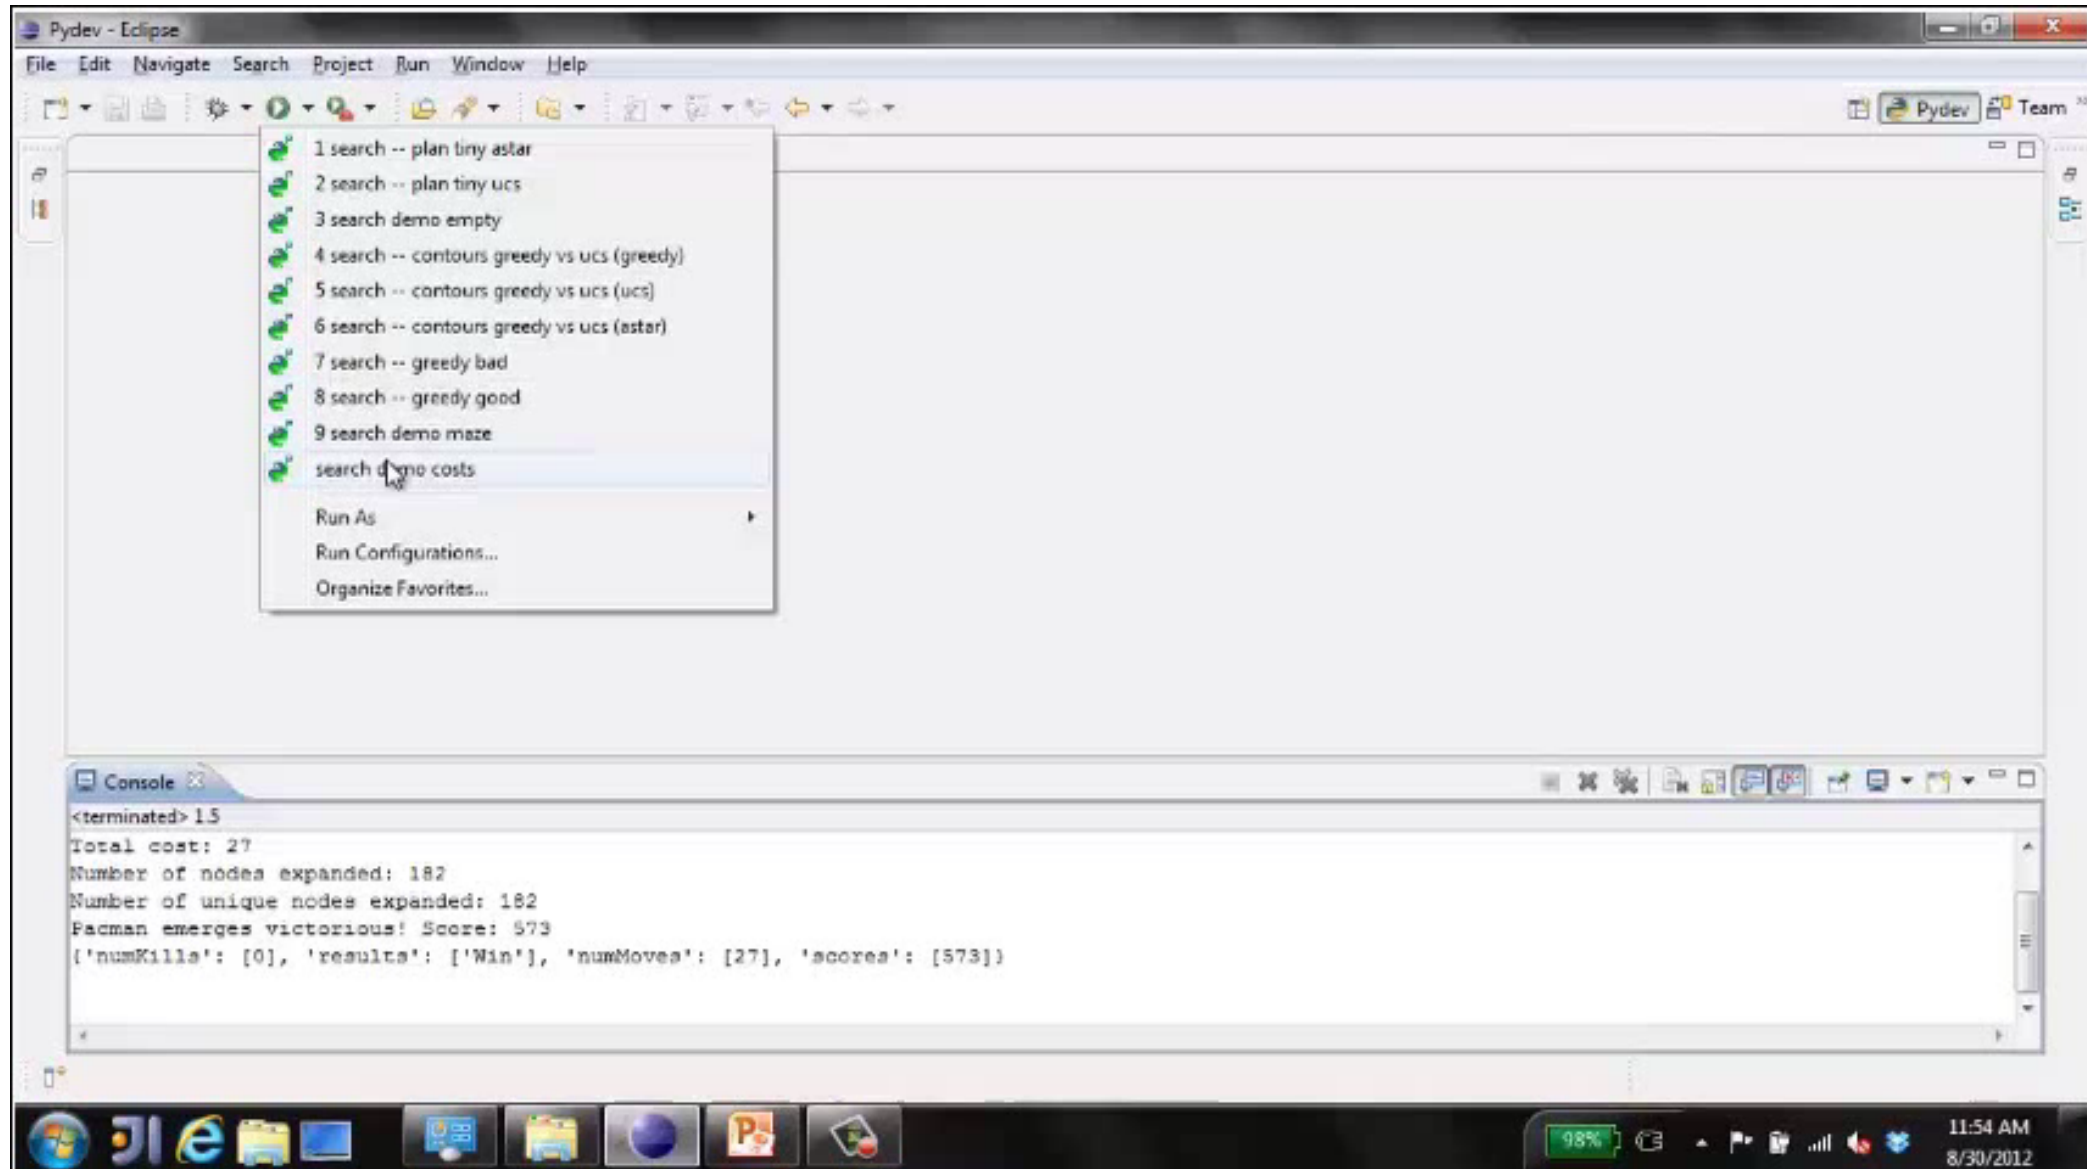 Pydev - Eclipse
File Edit Navigate Search Project Run Window Help
Pydev Team
1 search -- plan tiny astar
2 search -- plan tiny ucs
3 search demo empty
4 search -- contours greedy vs ucs (greedy)
5 search -- contours greedy vs ucs (ucs)
6 search -- contours greedy vs ucs (astar)
7 search -- greedy bad
8 search -- greedy good
9 search demo maze
search demo costs
Run As
Run Configurations...
Organize Favorites...
Console
<terminated> 1.5
Total cost: 27
Number of nodes expanded: 182
Number of unique nodes expanded: 182
Pacman emerges victorious! Score: 573
{'numKills': [0], 'results': ['Win'], 'numMoves': [27], 'scores': [573]}
98%
11:54 AM
8/30/2012